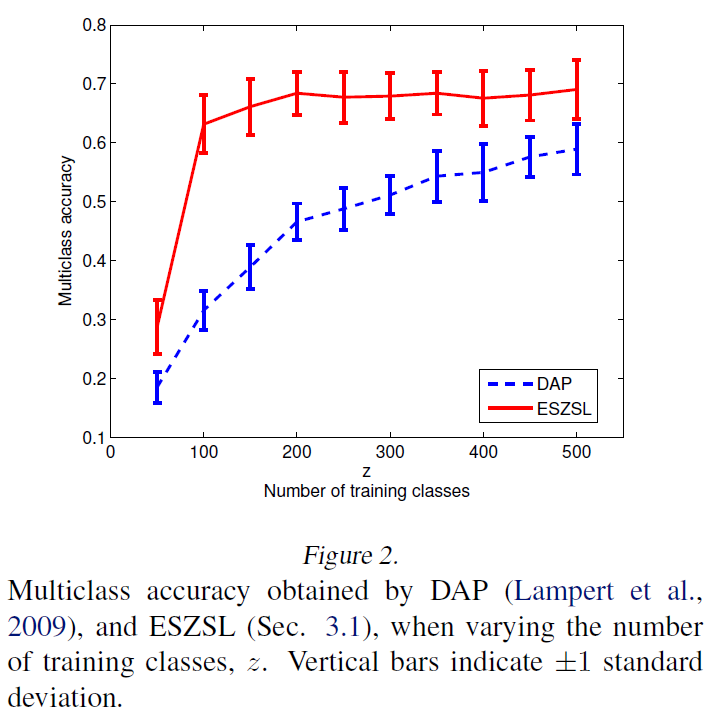 0.8
0.7
0.6
0.5
0.4
0.3
0.2
0.1
Multiclass accuracy
0 100 200 300 400 500
z
Number of training classes
DAP
ESZSL
Figure 2.
Multiclass accuracy obtained by DAP (Lampert et al.,
2009), and ESZSL (Sec. 3.1), when varying the number
of training classes, z. Vertical bars indicate ±1 standard
deviation.